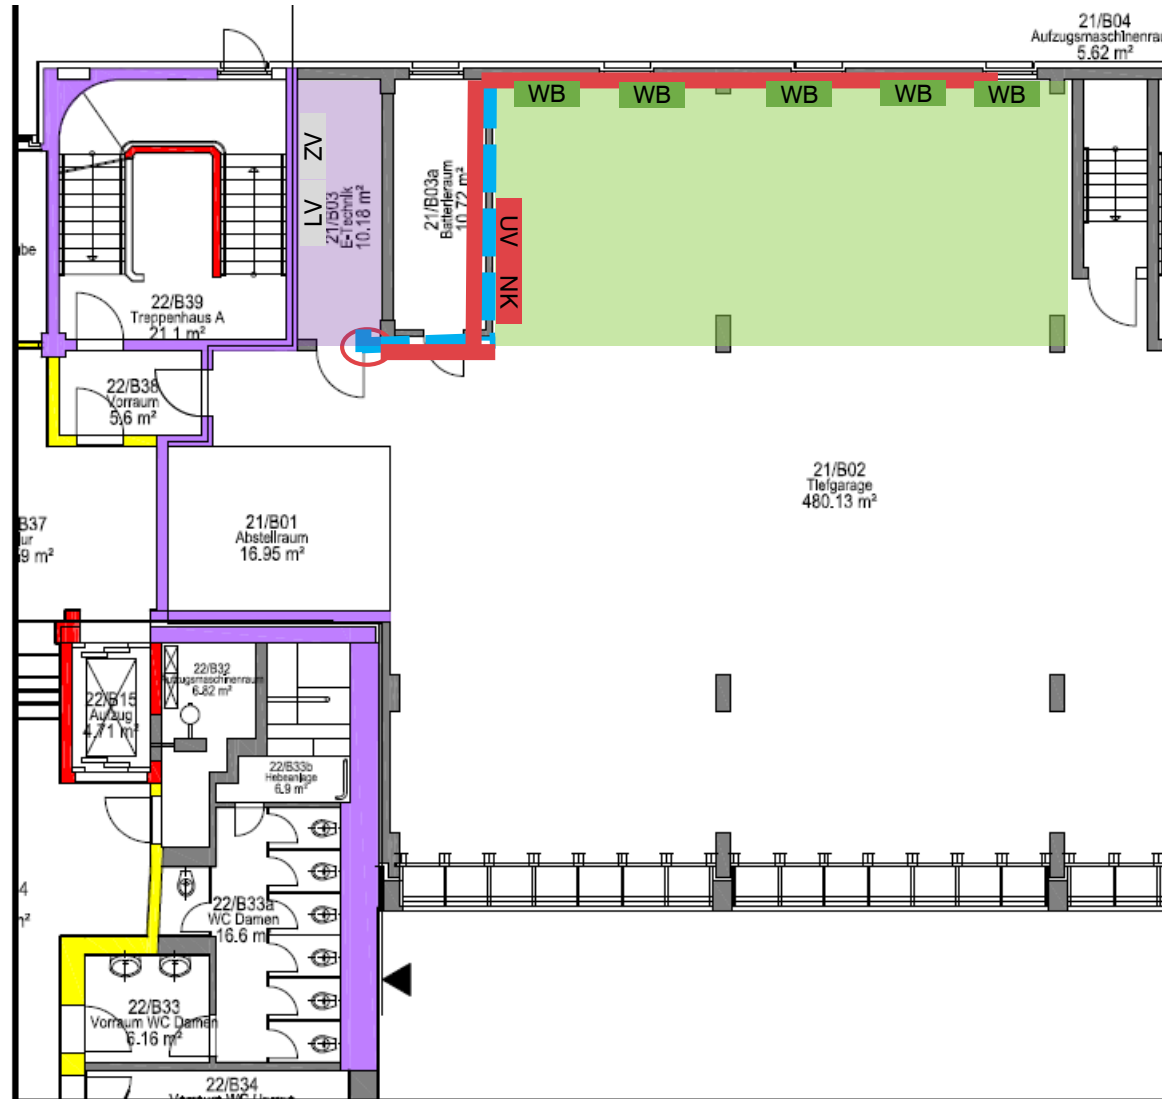 21/B04
Aufzugsmaschinenrau
5.62 m²
WB
WB
WB
WB
WB
ZV
LV
21/B03
E-Technik
10.18 m²
21/B03a
Batterieraum
10.72 m²
UV
NK
be
22/B39
Treppenhaus A
21.1 m²
22/B38
Vorraum
5.6 m²
21/B02
Tiefgarage
480.13 m²
B37
ur
9 m²
21/B01
Abstellraum
16.95 m²
22/B32
Aufzugsmaschinenraum
6.82 m²
22/B15
Aufzug
4.71 m²
22/B33b
Hebeanlage
6.9 m²
4
22/B33a
WC Damen
16.6 m
22/B33
Vorraum WC Damen
6.16 m²
22/B34